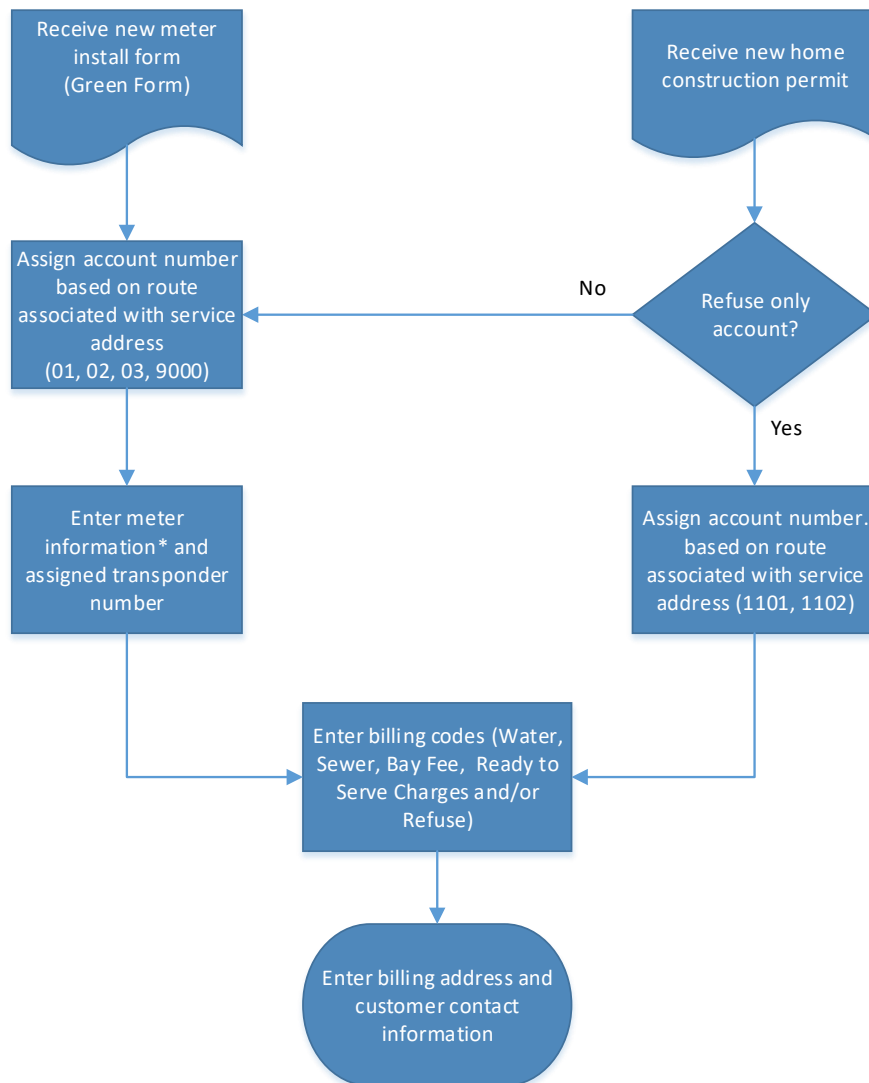 Receive new meter
install form
(Green Form)
Receive new home
construction permit
Assign account number
based on route
associated with service
address
(01, 02, 03, 9000)
No
Refuse only
account?
Yes
Enter meter
information* and
assigned transponder
number
Assign account number.
based on route
associated with service
address (1101, 1102)
Enter billing codes (Water,
Sewer, Bay Fee, Ready to
Serve Charges and/or
Refuse)
Enter billing address and
customer contact
information